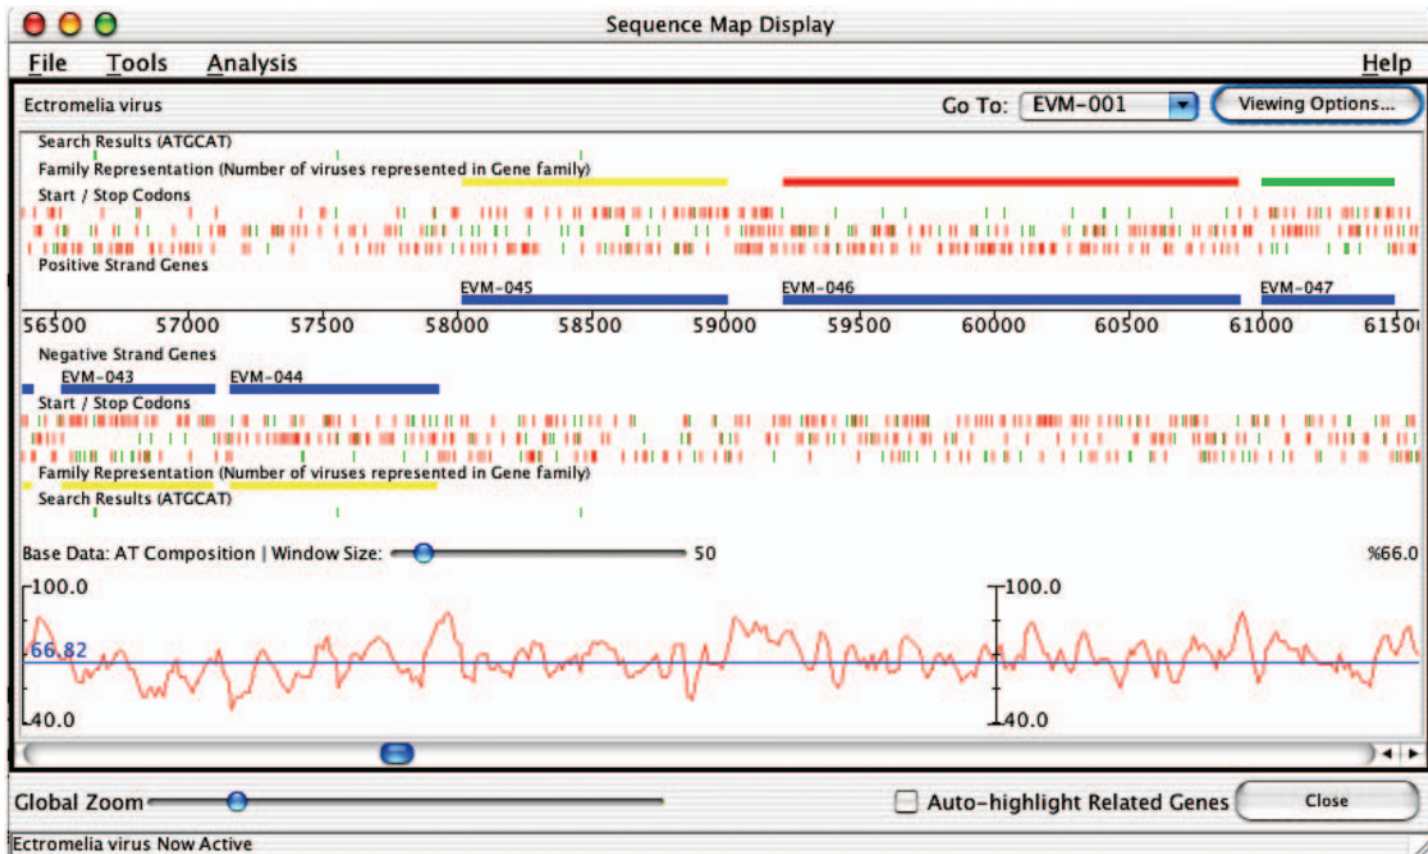 Sequence Map Display
File Tools Analysis Help
Ectromelia virus Go To: EVM-001 Viewing Options...
Search Results (ATGCAT)
Family Representation (Number of viruses represented in Gene family)
Start / Stop Codons
Positive Strand Genes
EVM-045 EVM-046 EVM-047
56500 57000 57500 58000 58500 59000 59500 60000 60500 61000 6150
Negative Strand Genes
EVM-043 EVM-044
Start / Stop Codons
Family Representation (Number of viruses represented in Gene family)
Search Results (ATGCAT)
Base Data: AT Composition | Window Size: 50 %66.0
100.0 100.0
66.82
40.0 40.0
Global Zoom Auto-highlight Related Genes Close
Ectromelia virus Now Active